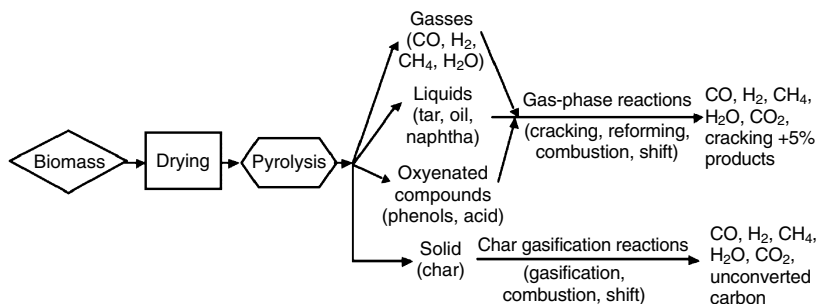 Biomass
Drying
Pyrolysis
Gasses
(CO, H₂,
CH₄, H₂O)
Liquids
(tar, oil,
naphtha)
Oxyenated
compounds
(phenols, acid)
Solid
(char)
Gas-phase reactions
(cracking, reforming,
combustion, shift)
CO, H₂, CH₄,
H₂O, CO₂,
cracking +5%
products
Char gasification reactions
(gasification,
combustion, shift)
CO, H₂, CH₄,
H₂O, CO₂,
unconverted
carbon